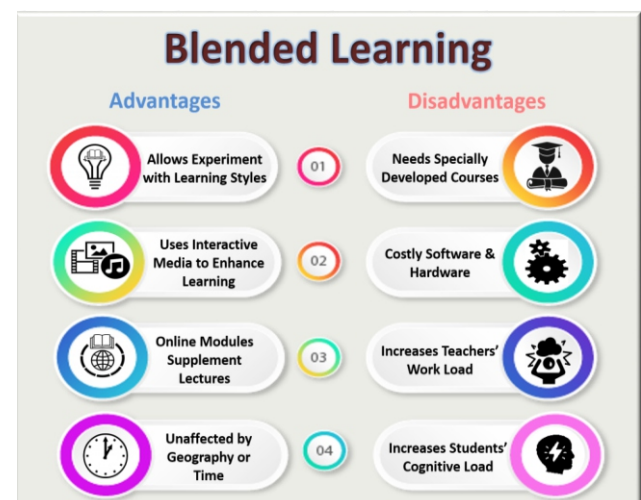 Blended Learning
Advantages
Disadvantages
Allows Experiment
with Learning Styles
01
Needs Specially
Developed Courses
Uses Interactive
Media to Enhance
Learning
02
Costly Software &
Hardware
Online Modules
Supplement
Lectures
03
Increases Teachers'
Work Load
Unaffected by
Geography or
Time
04
Increases Students'
Cognitive Load